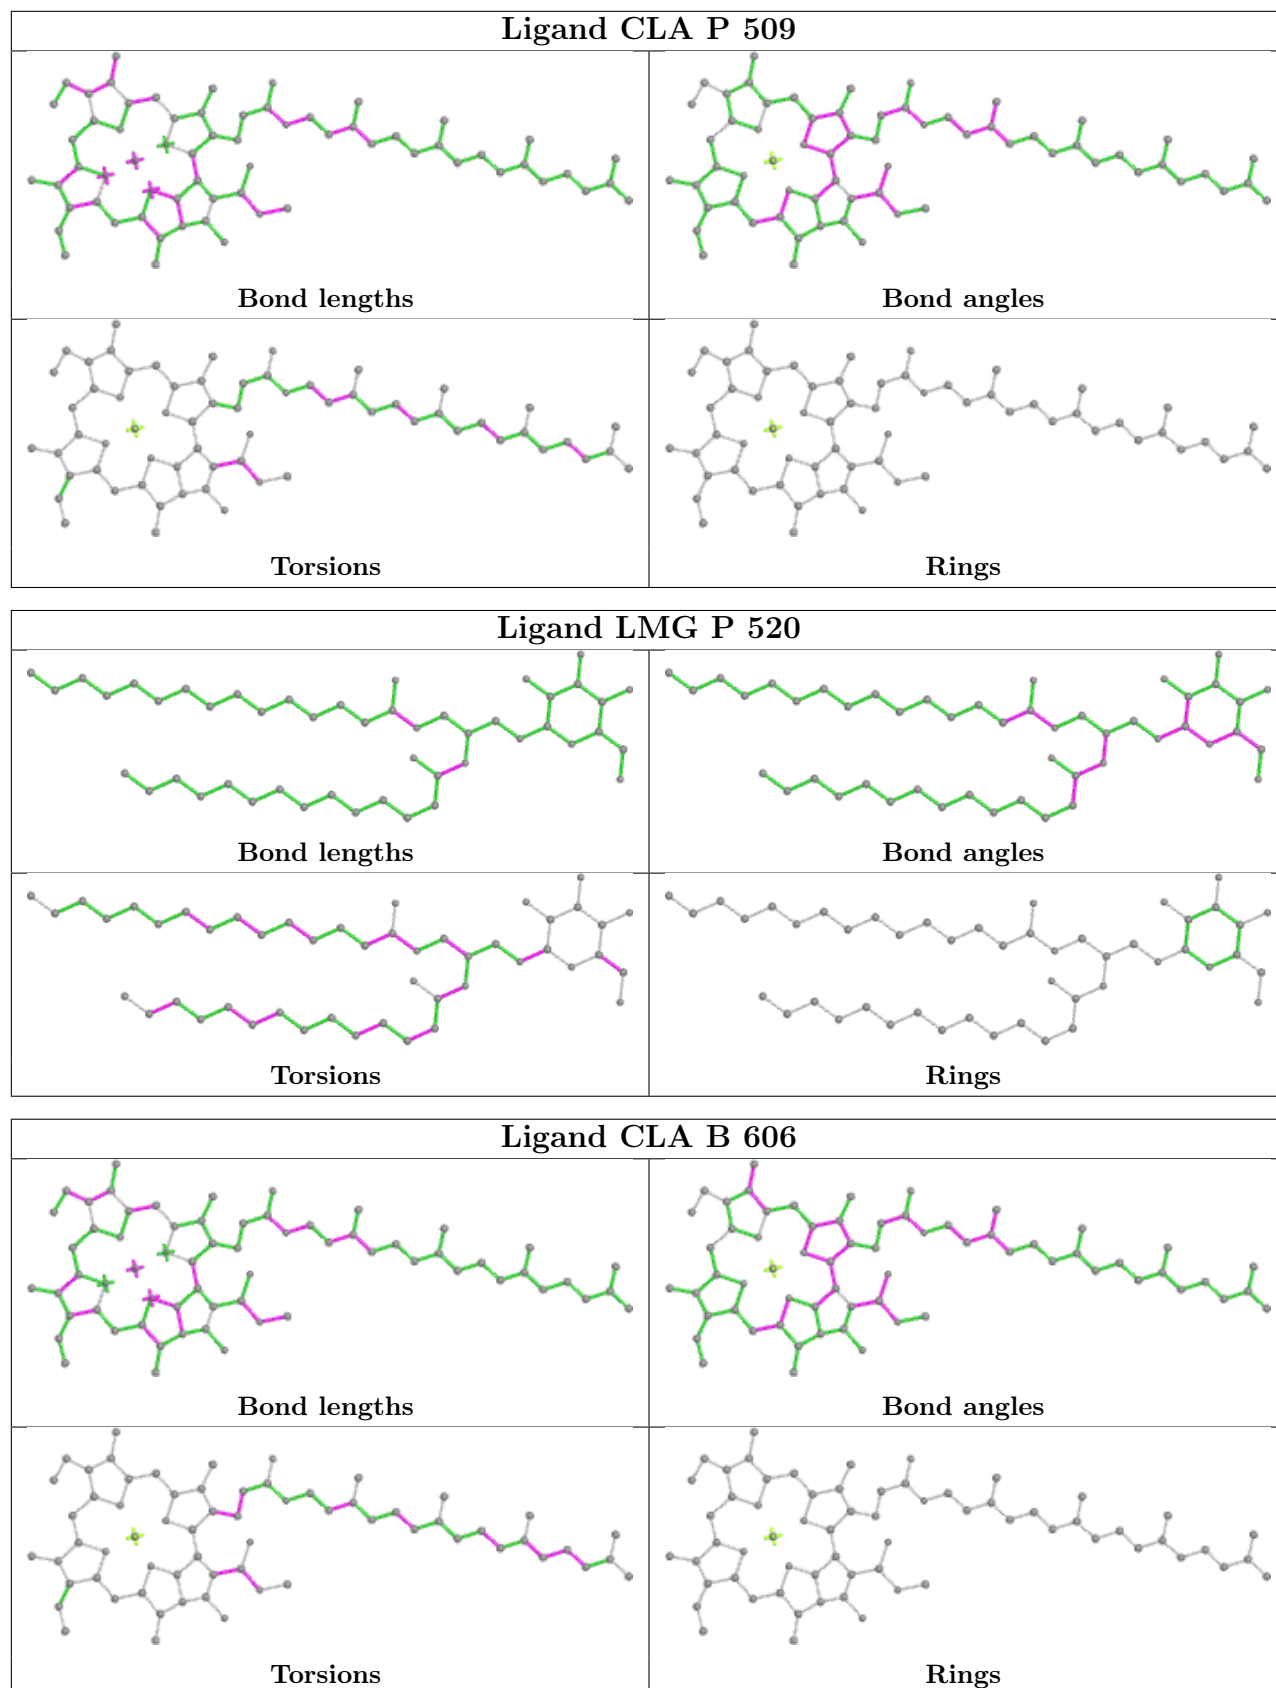 Ligand CLA P 509
Bond lengths
Bond angles
Torsions
Rings
Ligand LMG P 520
Bond lengths
Bond angles
Torsions
Rings
Ligand CLA B 606
Bond lengths
Bond angles
Torsions
Rings